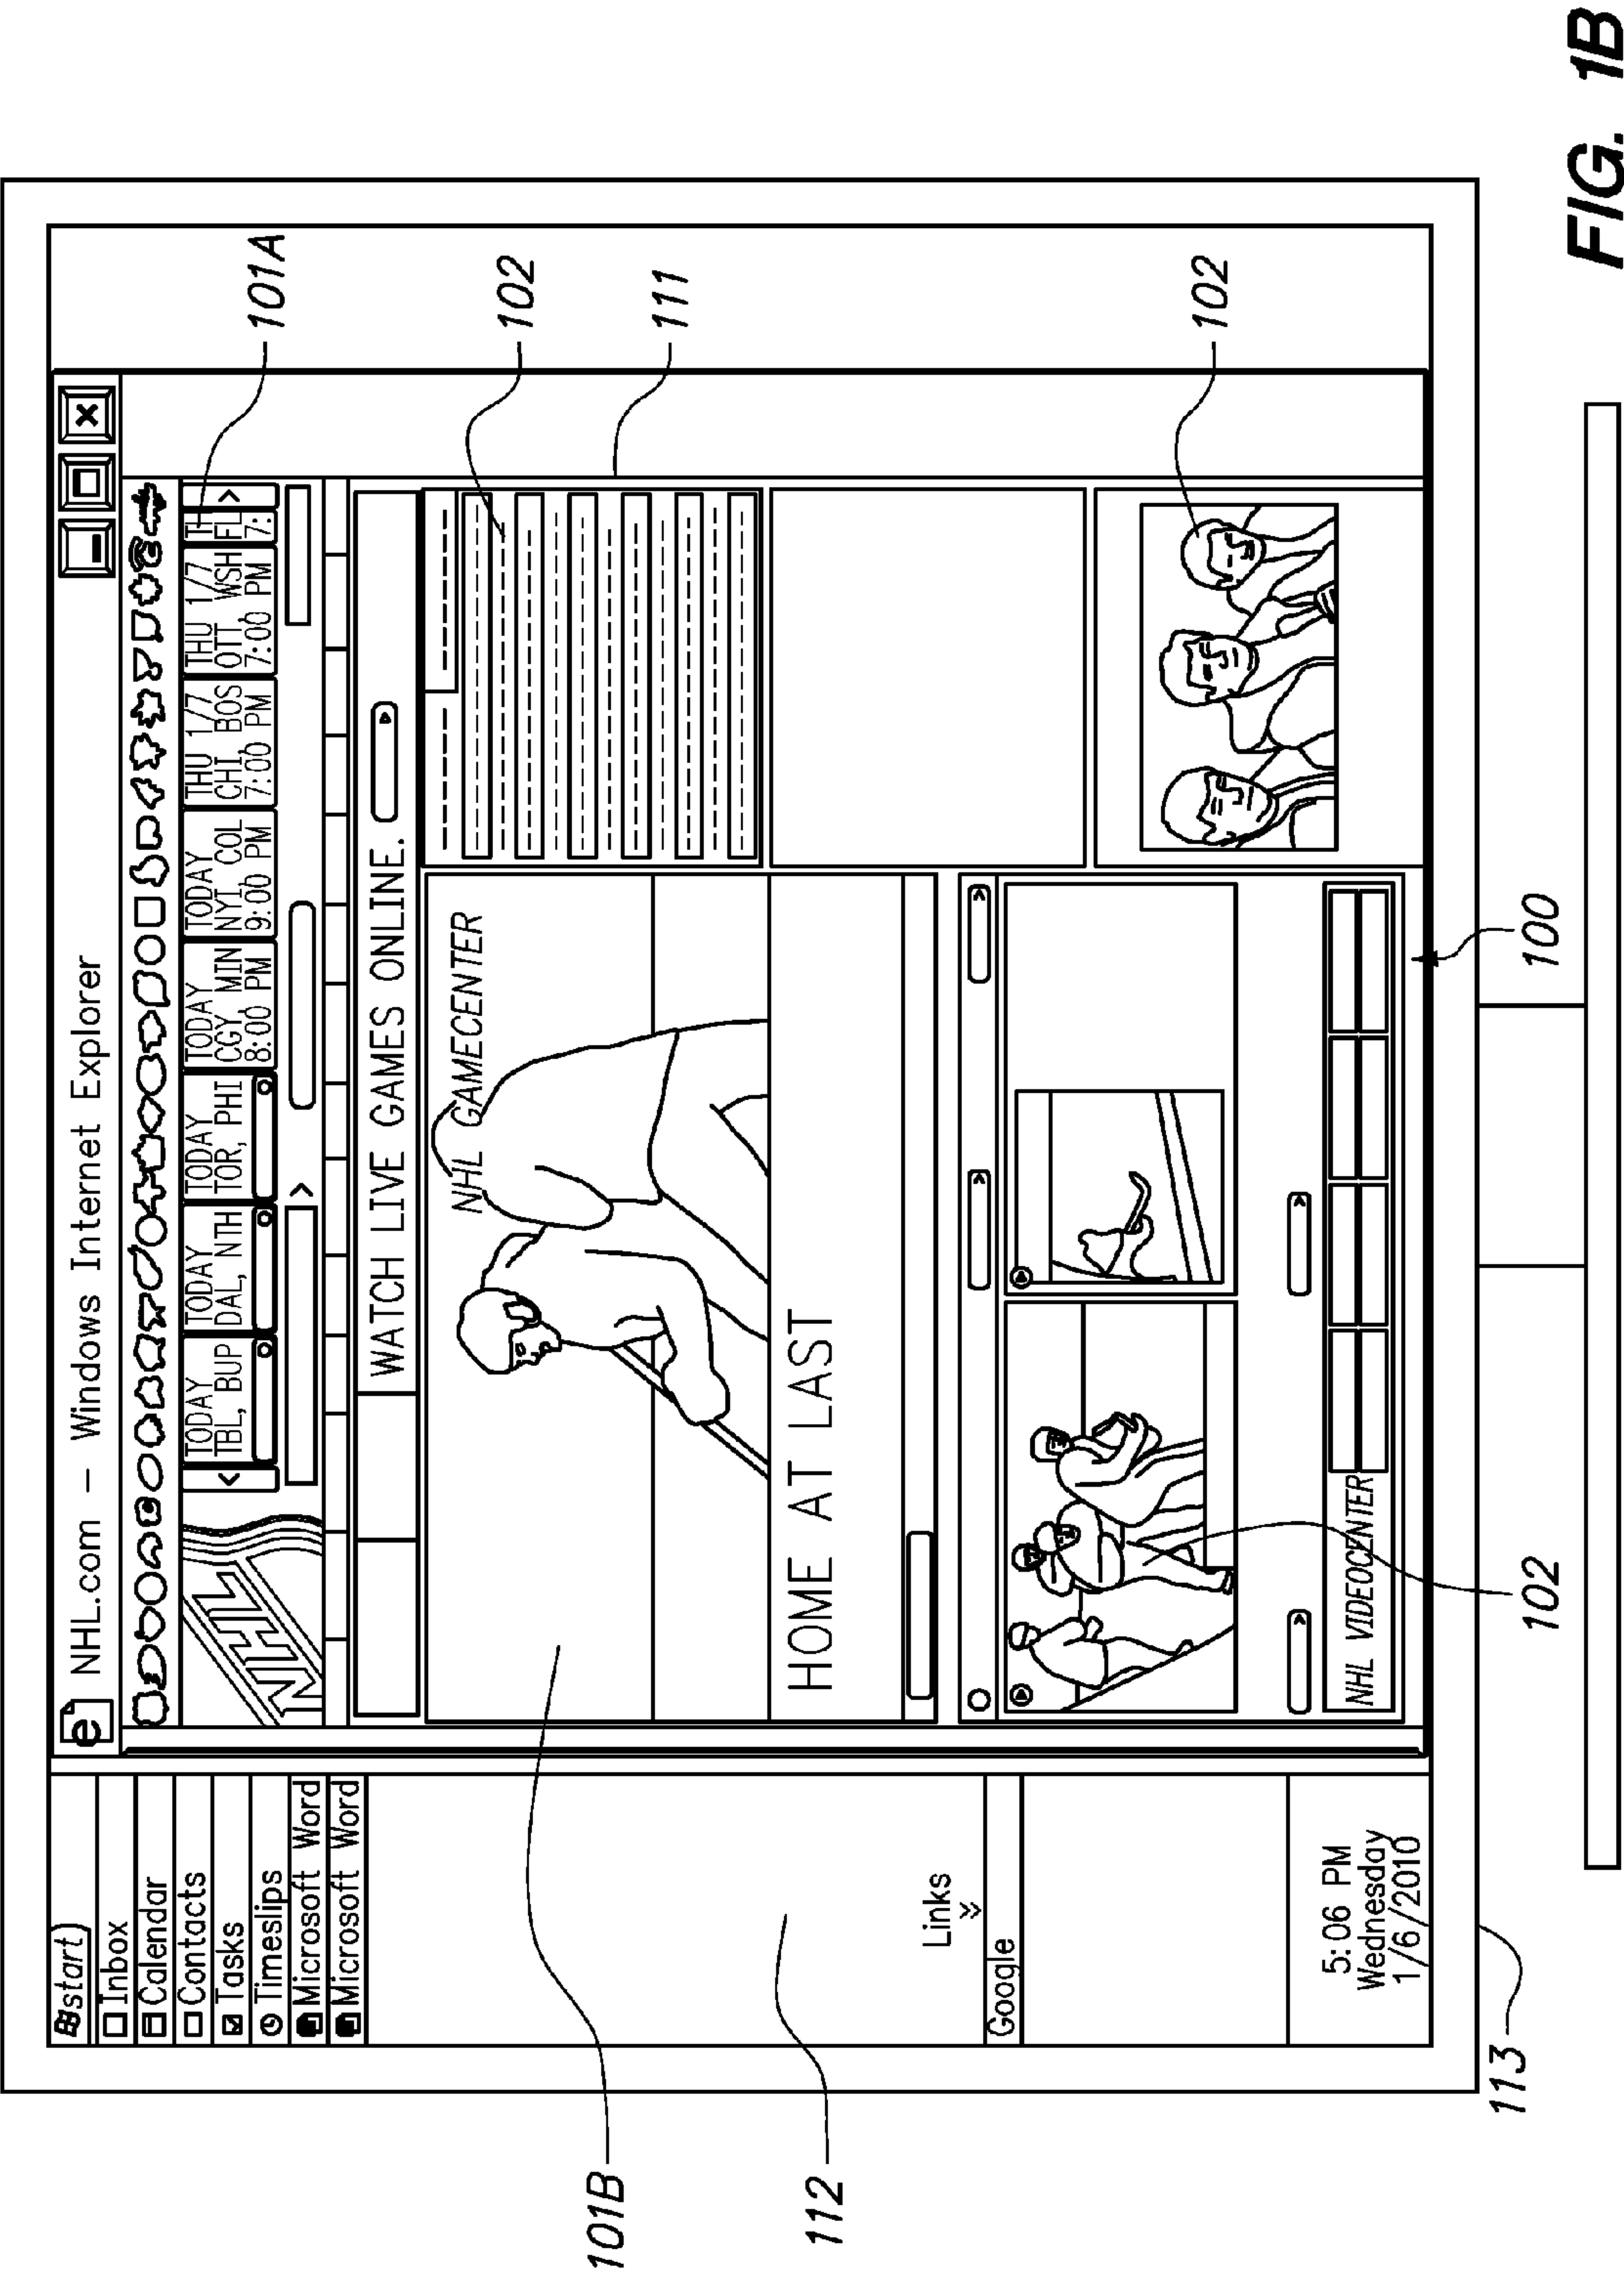 start
Inbox
Calendar
Contacts
Tasks
Timeslips
Microsoft Word
Microsoft Word
Links
Google
5:06 PM
Wednesday
1/6/2010
e NHL.com – Windows Internet Explorer
NHL
TODAY
TBL, BUP
TODAY
DAL, NTH
TODAY
TOR, PHI
TODAY
CGY, MIN
8:00 PM
TODAY
NYI, COL
9:00 PM
THU 1/7
CHI, BOS
7:00 PM
THU 1/7
OTT, WSH
7:00 PM
FL
7:
WATCH LIVE GAMES ONLINE.
NHL GAMECENTER
HOME AT LAST
NHL VIDEOCENTER
101A
102
111
102
101B
112
113
102
100
FIG. 1B